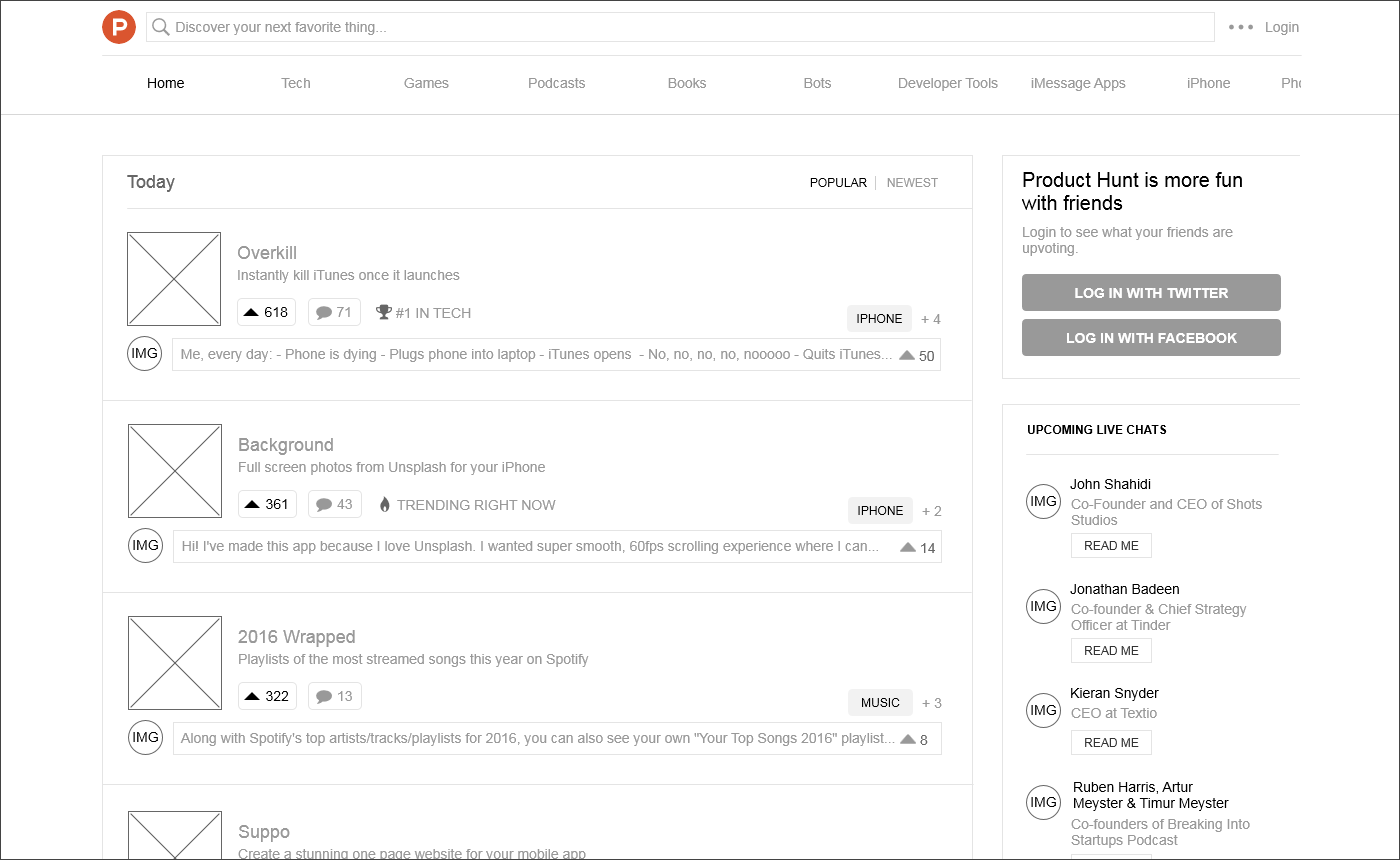 P
Discover your next favorite thing...
Login
Home
Tech
Games
Podcasts
Books
Bots
Developer Tools
iMessage Apps
iPhone
Today
POPULAR
NEWEST
Overkill
Instantly kill iTunes once it launches
618
71
#1 IN TECH
IPHONE
+ 4
IMG
Me, every day: - Phone is dying - Plugs phone into laptop - iTunes opens  - No, no, no, no, nooooo - Quits iTunes...
50
Background
Full screen photos from Unsplash for your iPhone
361
43
TRENDING RIGHT NOW
IPHONE
+ 2
IMG
Hi! I've made this app because I love Unsplash. I wanted super smooth, 60fps scrolling experience where I can...
14
2016 Wrapped
Playlists of the most streamed songs this year on Spotify
322
13
MUSIC
+ 3
IMG
Along with Spotify's top artists/tracks/playlists for 2016, you can also see your own "Your Top Songs 2016" playlist...
8
Suppo
Create a stunning one page website for your mobile app
Product Hunt is more fun
with friends
Login to see what your friends are
upvoting.
LOG IN WITH TWITTER
LOG IN WITH FACEBOOK
UPCOMING LIVE CHATS
IMG
John Shahidi
Co-Founder and CEO of Shots
Studios
READ ME
IMG
Jonathan Badeen
Co-founder & Chief Strategy
Officer at Tinder
READ ME
IMG
Kieran Snyder
CEO at Textio
READ ME
IMG
Ruben Harris, Artur
Meyster & Timur Meyster
Co-founders of Breaking Into
Startups Podcast